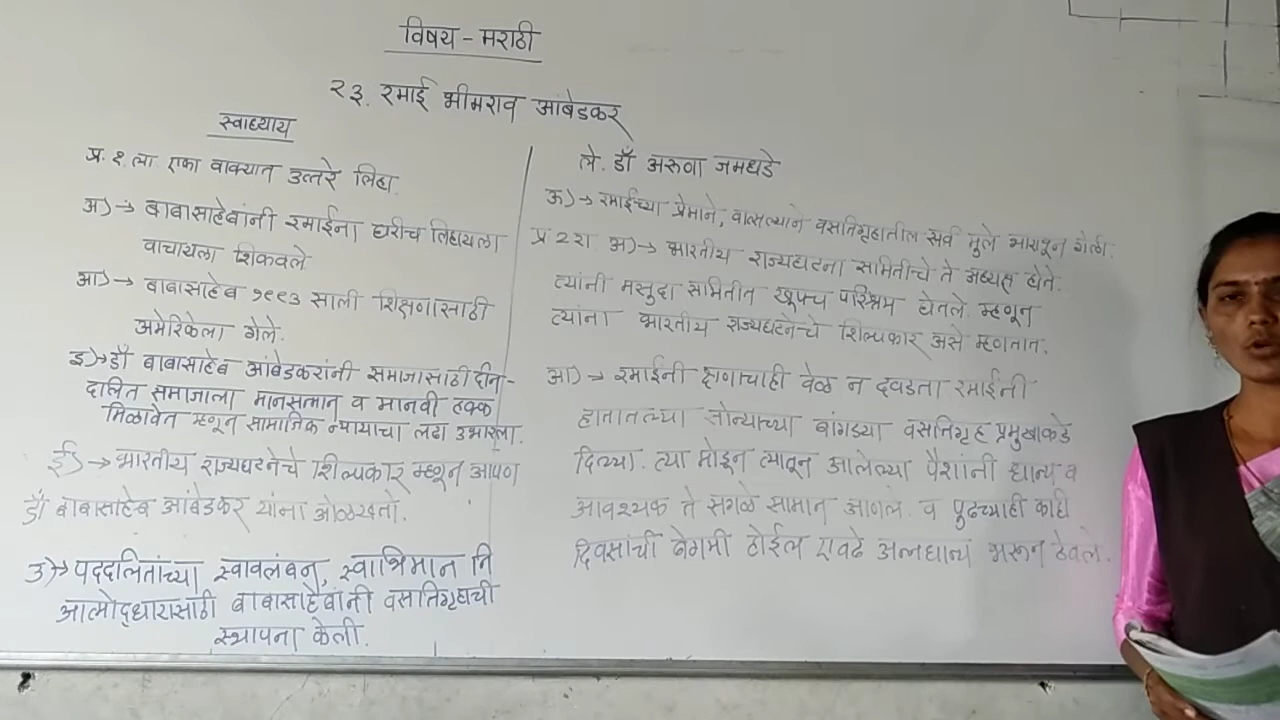 विषय - मराठी
२३. रमाई भीमराव आंबेडकर
स्वाध्याय
प्र. १ ला. एका वाक्यात उत्तरे लिहा.
अ) → बाबासाहेबांनी रमाईंना घरीच लिहायला
वाचायला शिकवले
आ) → बाबासाहेब १९१३ साली शिक्षणासाठी
अमेरिकेला गेले.
इ) → डॉ बाबासाहेब आंबेडकरांनी समाजासाठी दीन-
दलित समाजाला मानसन्मान व मानवी हक्क
मिळावेत म्हणून सामाजिक न्यायाचा लढा उभारला.
ई) → भारतीय राज्यघटनेचे शिल्पकार म्हणून आपण
डॉ बाबासाहेब आंबेडकर यांना ओळखतो.
उ) → पददलितांच्या स्वावलंबन, स्वाभिमान नि
आत्मोद्धारासाठी बाबासाहेबांनी वसतिगृहाची
स्थापना केली.
ले. डॉ अरुणा जमधडे
ऊ) → रमाईंच्या प्रेमाने, वात्सल्याने वसतिगृहातील सर्व मुले भारावून गेली.
प्र २ रा अ) → भारतीय राज्यघटना समितीचे ते अध्यक्ष होते.
त्यांनी मसुदा समितीत खूपच परिश्रम घेतले. म्हणून
त्यांना भारतीय राज्यघटनेचे शिल्पकार असे म्हणतात.
आ) → रमाईंनी क्षणाचाही वेळ न दवडता रमाईंनी
हातातल्या सोन्याच्या बांगड्या वसतिगृह प्रमुखाकडे
दिल्या. त्या मोडून त्यातून आलेल्या पैशांनी धान्य व
आवश्यक ते सगळे सामान आणले. व पुढच्याही काही
दिवसांची बेगमी होईल एवढे अन्नधान्य भरून ठेवले.